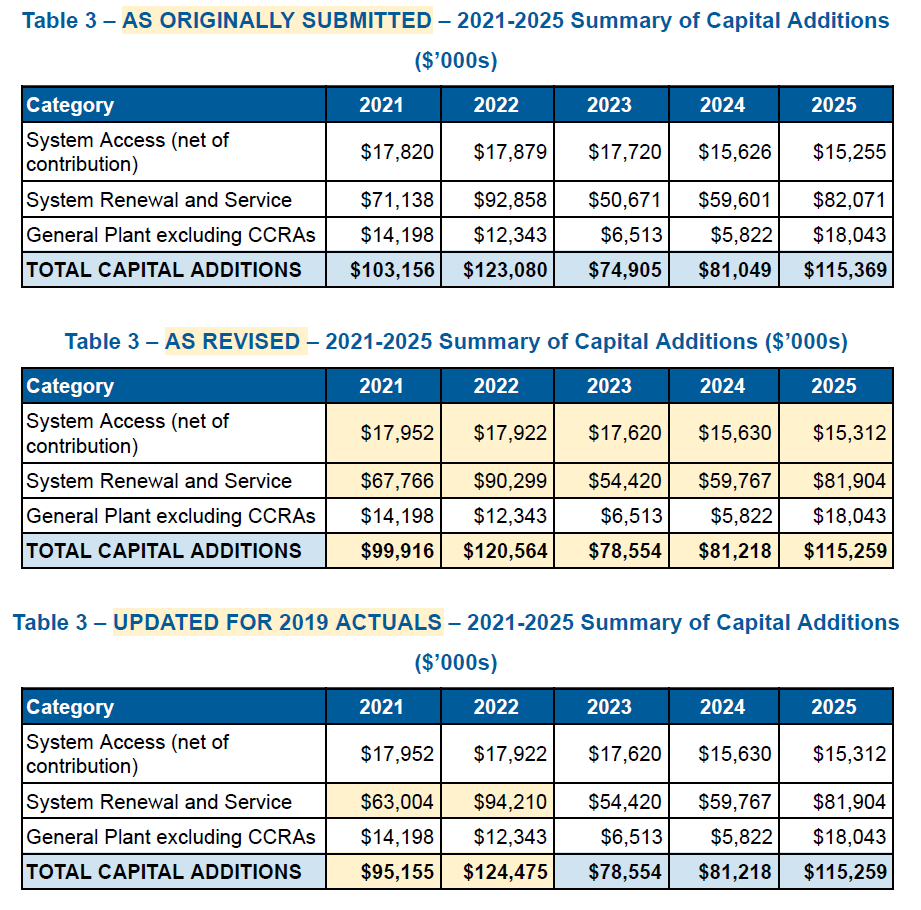 Table 3 – AS ORIGINALLY SUBMITTED – 2021-2025 Summary of Capital Additions
($’000s)
Category 2021 2022 2023 2024 2025
System Access (net of
contribution) $17,820 $17,879 $17,720 $15,626 $15,255
System Renewal and Service $71,138 $92,858 $50,671 $59,601 $82,071
General Plant excluding CCRAs $14,198 $12,343 $6,513 $5,822 $18,043
TOTAL CAPITAL ADDITIONS $103,156 $123,080 $74,905 $81,049 $115,369
Table 3 – AS REVISED – 2021-2025 Summary of Capital Additions ($’000s)
Category 2021 2022 2023 2024 2025
System Access (net of
contribution) $17,952 $17,922 $17,620 $15,630 $15,312
System Renewal and Service $67,766 $90,299 $54,420 $59,767 $81,904
General Plant excluding CCRAs $14,198 $12,343 $6,513 $5,822 $18,043
TOTAL CAPITAL ADDITIONS $99,916 $120,564 $78,554 $81,218 $115,259
Table 3 – UPDATED FOR 2019 ACTUALS – 2021-2025 Summary of Capital Additions
($’000s)
Category 2021 2022 2023 2024 2025
System Access (net of
contribution) $17,952 $17,922 $17,620 $15,630 $15,312
System Renewal and Service $63,004 $94,210 $54,420 $59,767 $81,904
General Plant excluding CCRAs $14,198 $12,343 $6,513 $5,822 $18,043
TOTAL CAPITAL ADDITIONS $95,155 $124,475 $78,554 $81,218 $115,259